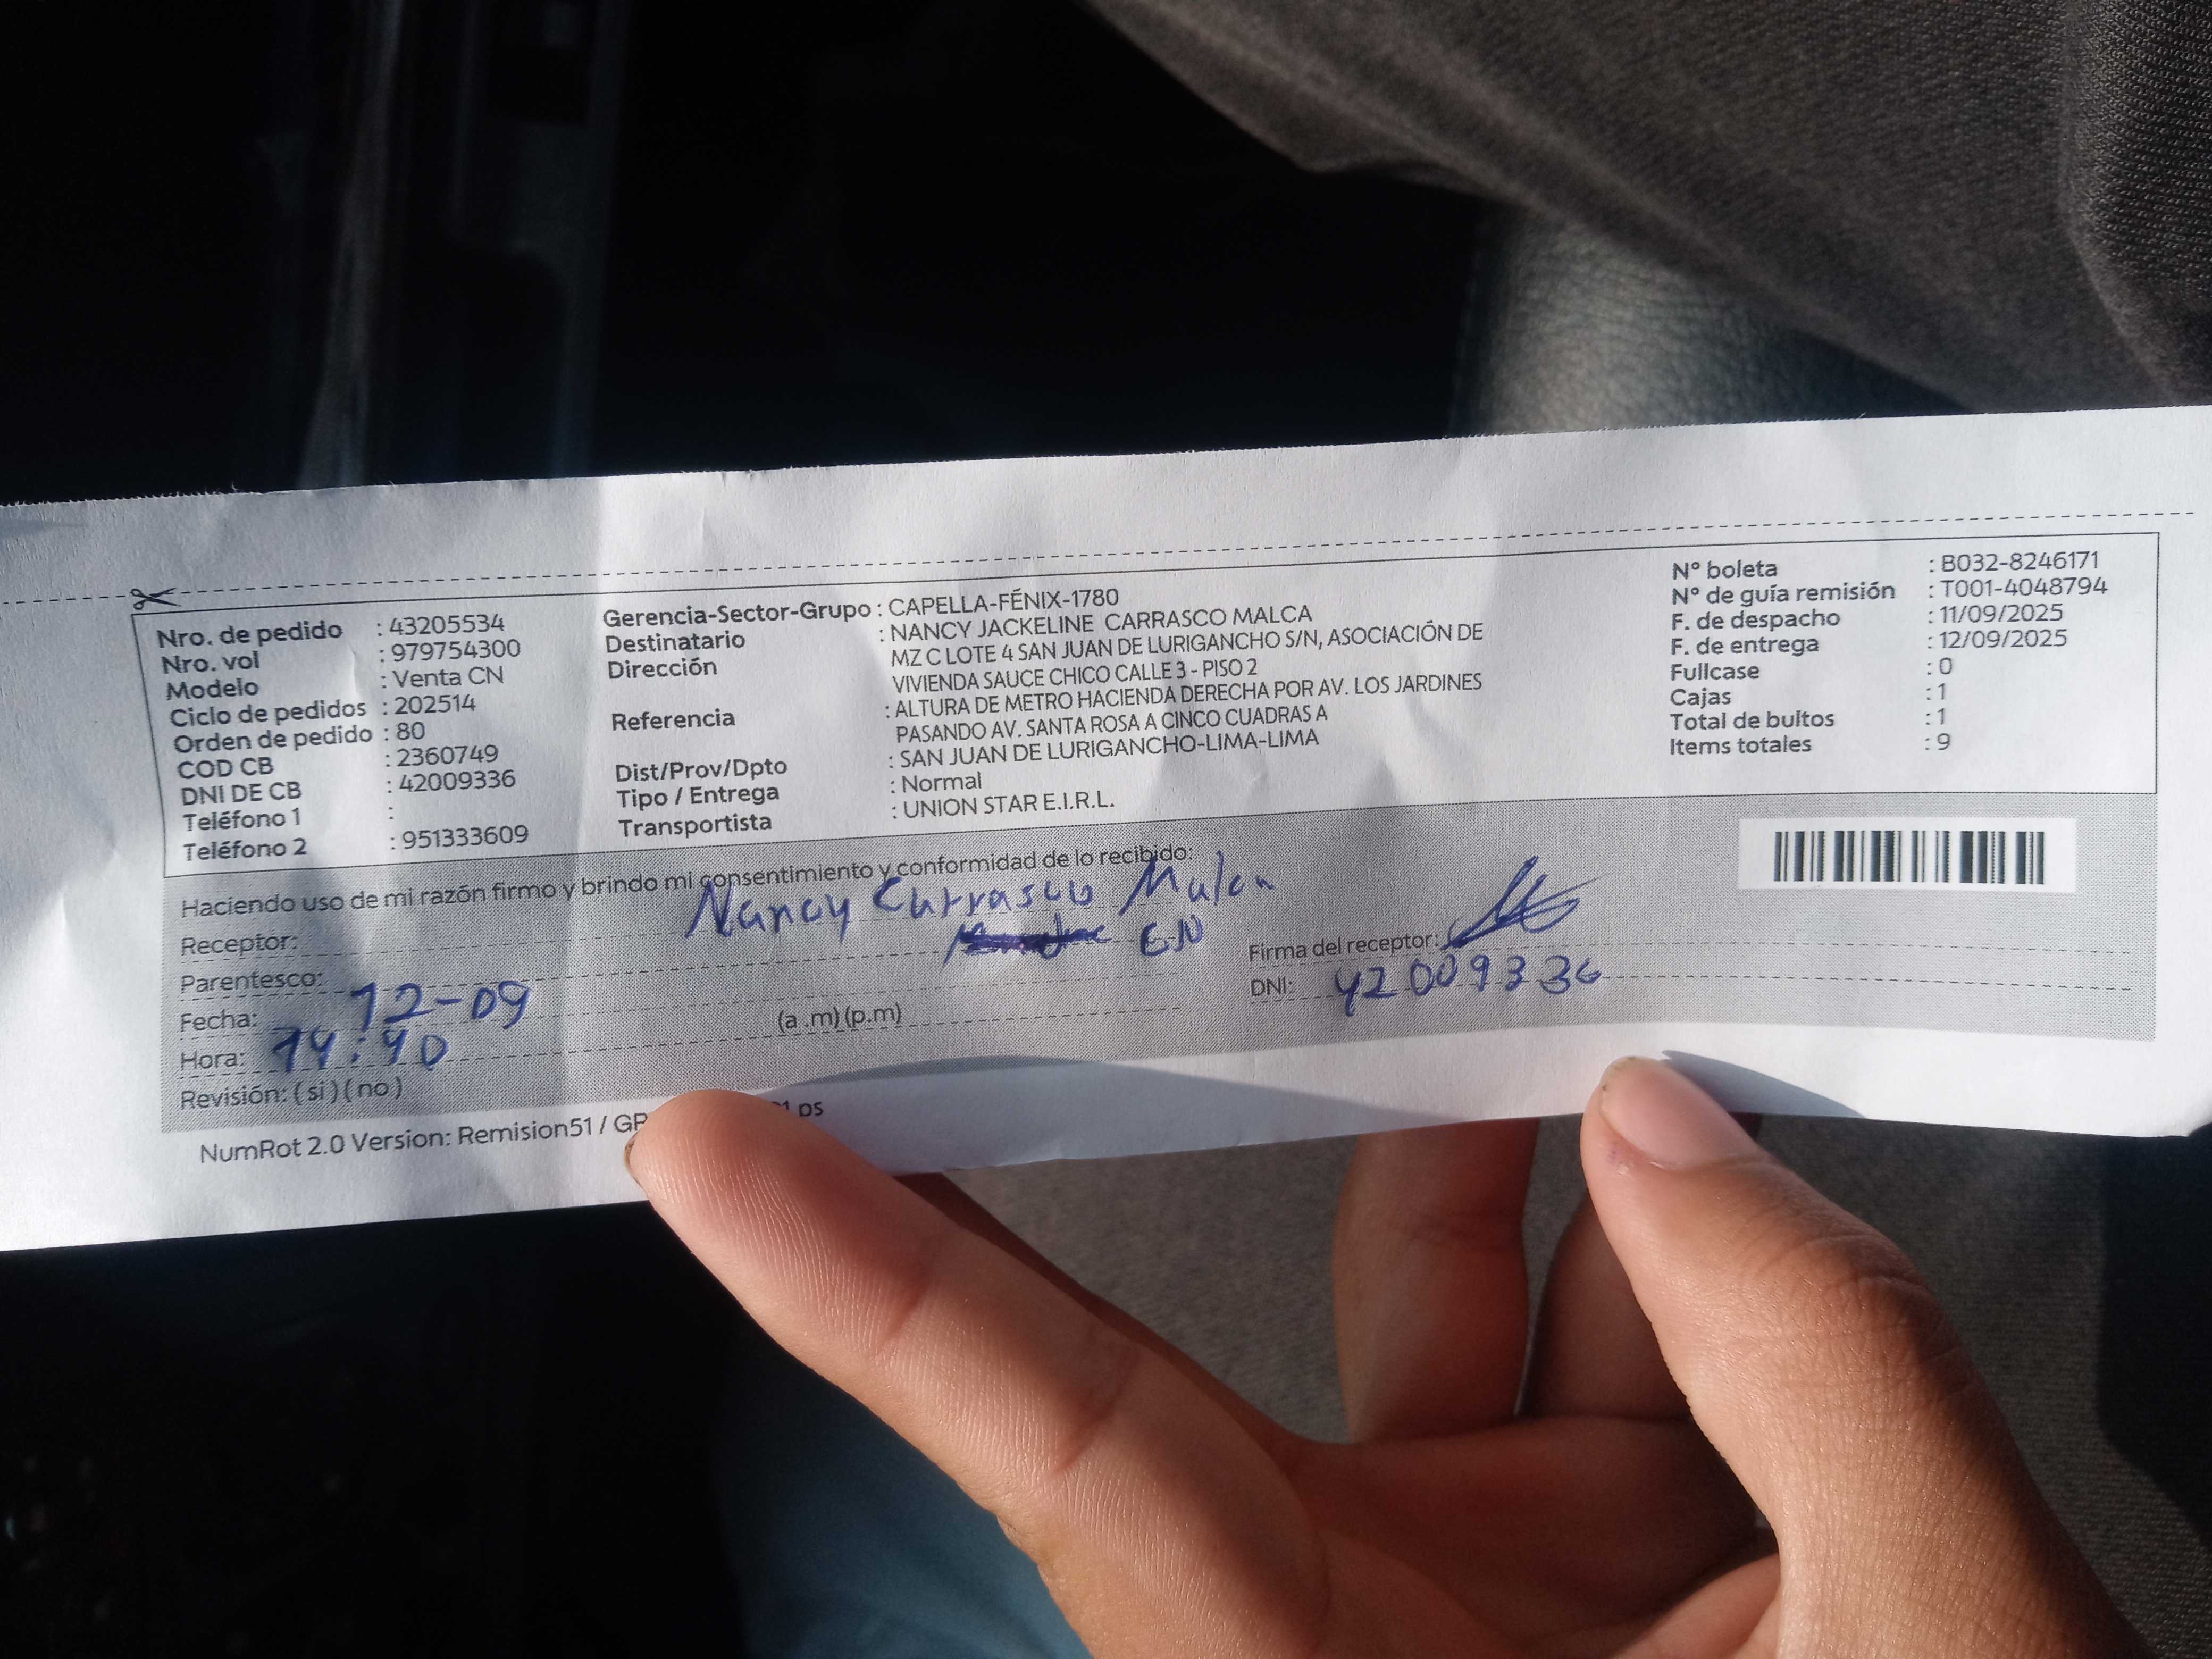 Nro. de pedido : 43205534
Nro. vol : 979754300
Modelo : Venta CN
Ciclo de pedidos : 202514
Orden de pedido : 80
COD CB : 2360749
DNI DE CB : 42009336
Teléfono 1 :
Teléfono 2 : 951333609
Gerencia-Sector-Grupo : CAPELLA-FÉNIX-1780
Destinatario : NANCY JACKELINE CARRASCO MALCA
Dirección : MZ C LOTE 4 SAN JUAN DE LURIGANCHO S/N, ASOCIACIÓN DE
VIVIENDA SAUCE CHICO CALLE 3 - PISO 2
Referencia : ALTURA DE METRO HACIENDA DERECHA POR AV. LOS JARDINES
PASANDO AV. SANTA ROSA A CINCO CUADRAS A
Dist/Prov/Dpto : SAN JUAN DE LURIGANCHO-LIMA-LIMA
Tipo / Entrega : Normal
Transportista : UNION STAR E.I.R.L.
N° boleta : B032-8246171
N° de guía remisión : T001-4048794
F. de despacho : 11/09/2025
F. de entrega : 12/09/2025
Fullcase : 0
Cajas : 1
Total de bultos : 1
Items totales : 9
Haciendo uso de mi razón firmo y brindo mi consentimiento y conformidad de lo recibido:
Receptor: Nancy Carrasco Malca
Parentesco:
Fecha: 12-09
Hora: 14:40 (a .m) (p.m)
Revisión: ( si ) ( no )
Firma del receptor:
DNI: 42009336
NumRot 2.0 Version: Remision51 / ps